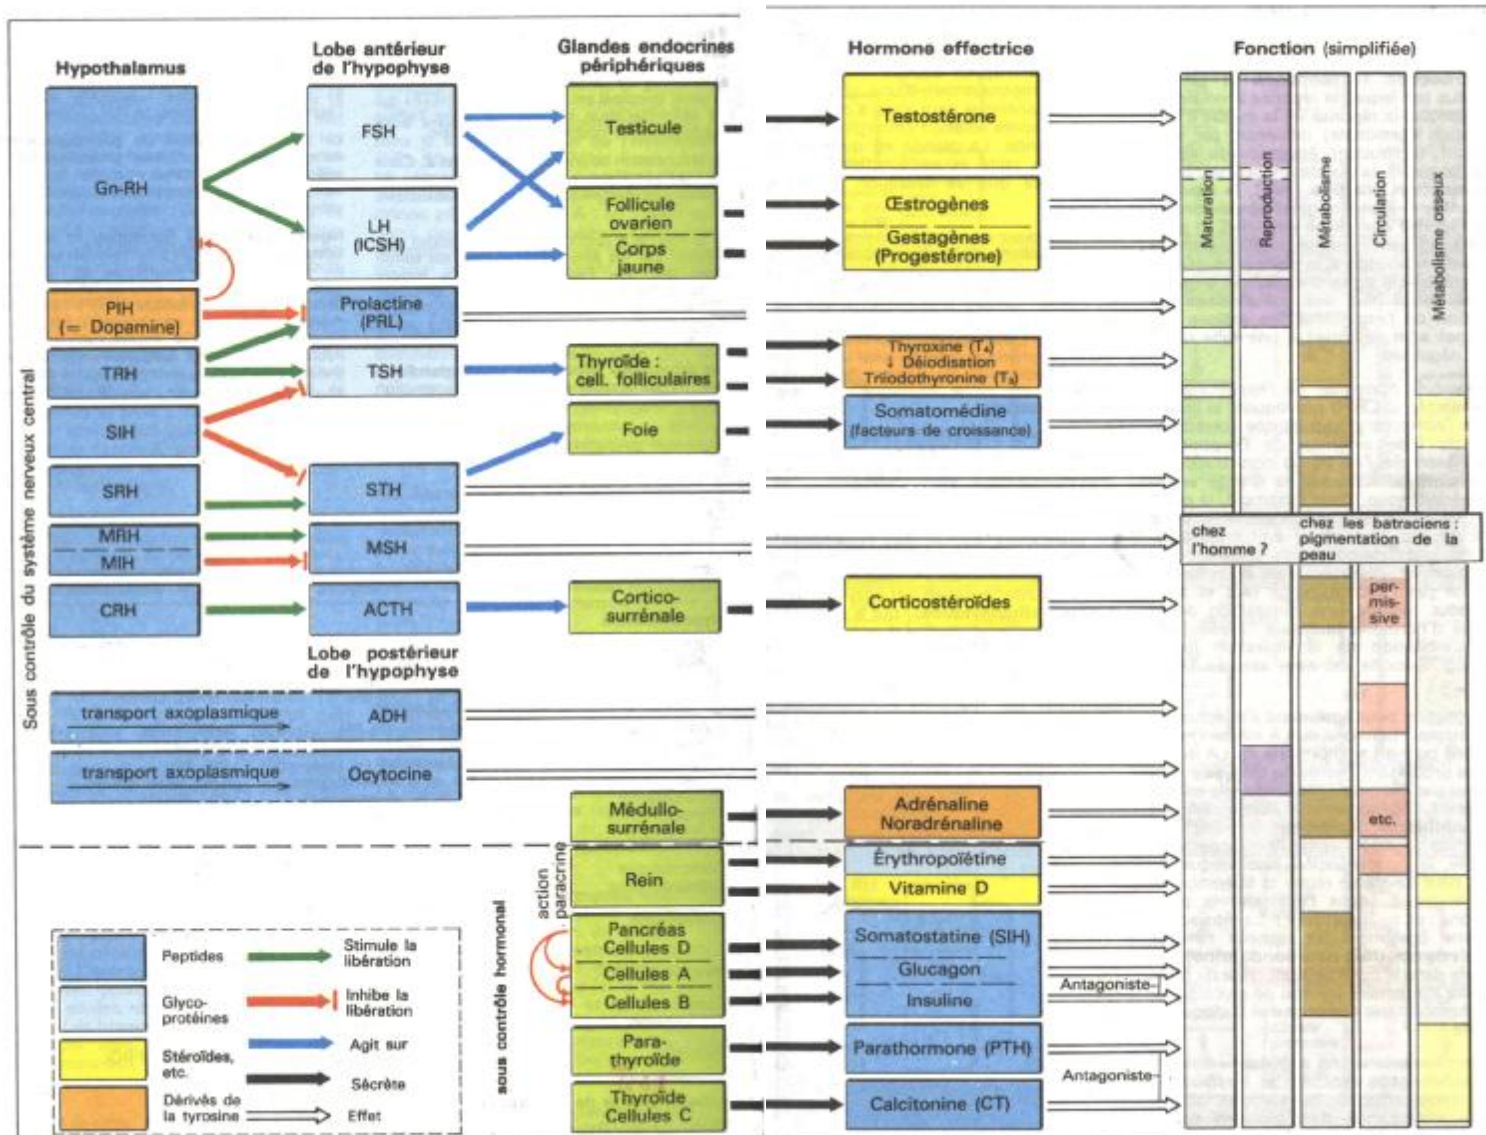 Hypothalamus
Lobe antérieur
de l'hypophyse
Glandes endocrines
périphériques
Hormone effectrice
Fonction (simplifiée)
Sous contrôle du système nerveux central
Gn-RH
PIH
(= Dopamine)
TRH
SIH
SRH
MRH
MIH
CRH
FSH
LH
(ICSH)
Prolactine
(PRL)
TSH
STH
MSH
ACTH
Lobe postérieur
de l'hypophyse
transport axoplasmique
ADH
transport axoplasmique
Ocytocine
Testicule
Follicule
ovarien
Corps
jaune
Thyroïde :
cell. folliculaires
Foie
Cortico-
surrénale
Médullo-
surrénale
Rein
action
paracrine
sous contrôle hormonal
Pancréas
Cellules D
Cellules A
Cellules B
Para-
thyroïde
Thyroïde
Cellules C
Testostérone
Œstrogènes
Gestagènes
(Progestérone)
Thyroxine (T₄)
↓ Déiodisation
Triiodothyronine (T₃)
Somatomédine
(facteurs de croissance)
Corticostéroïdes
Adrénaline
Noradrénaline
Érythropoïétine
Vitamine D
Somatostatine (SIH)
Glucagon
Insuline
Antagoniste
Parathormone (PTH)
Antagoniste
Calcitonine (CT)
Maturation
Reproduction
Métabolisme
Circulation
Métabolisme osseux
chez
l'homme ?
chez les batraciens :
pigmentation de la
peau
per-
mis-
sive
etc.
Peptides
Stimule la
libération
Glyco-
protéines
Inhibe la
libération
Stéroïdes,
etc.
Agit sur
Sécrète
Dérivés de
la tyrosine
Effet